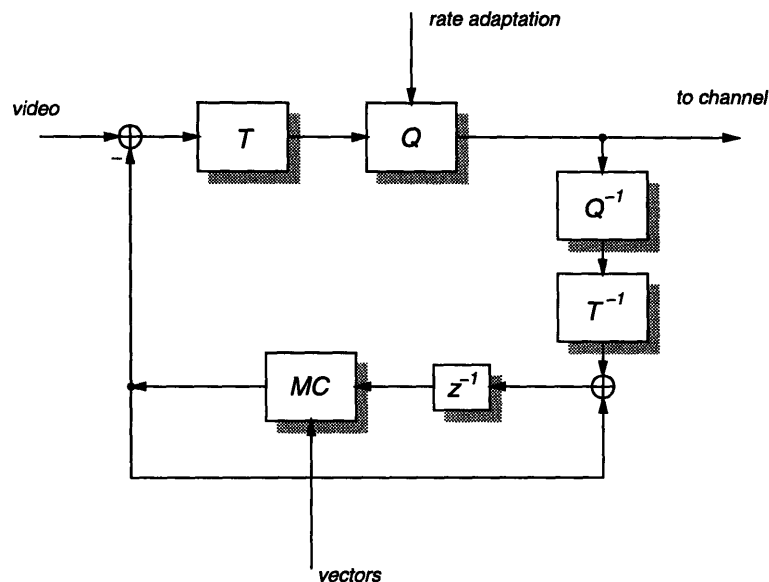 rate adaptation
video
to channel
T
Q
−
Q⁻¹
T⁻¹
MC
z⁻¹
vectors